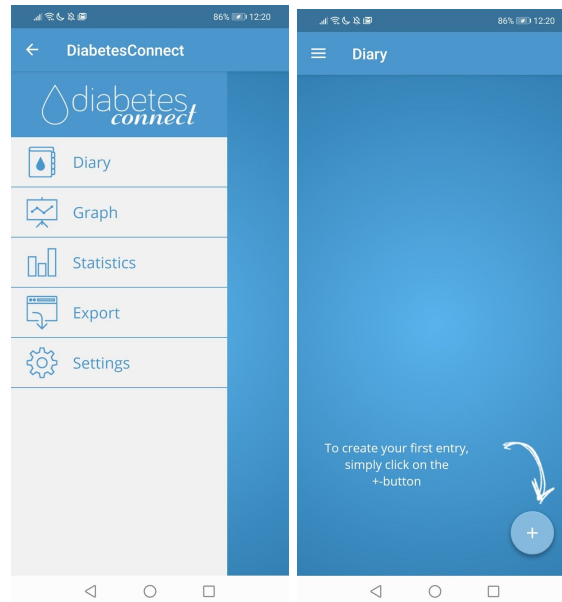 86% 12:20
DiabetesConnect
diabetes
connect
Diary
Graph
Statistics
Export
Settings
86% 12:20
Diary
To create your first entry,
simply click on the
+-button
+